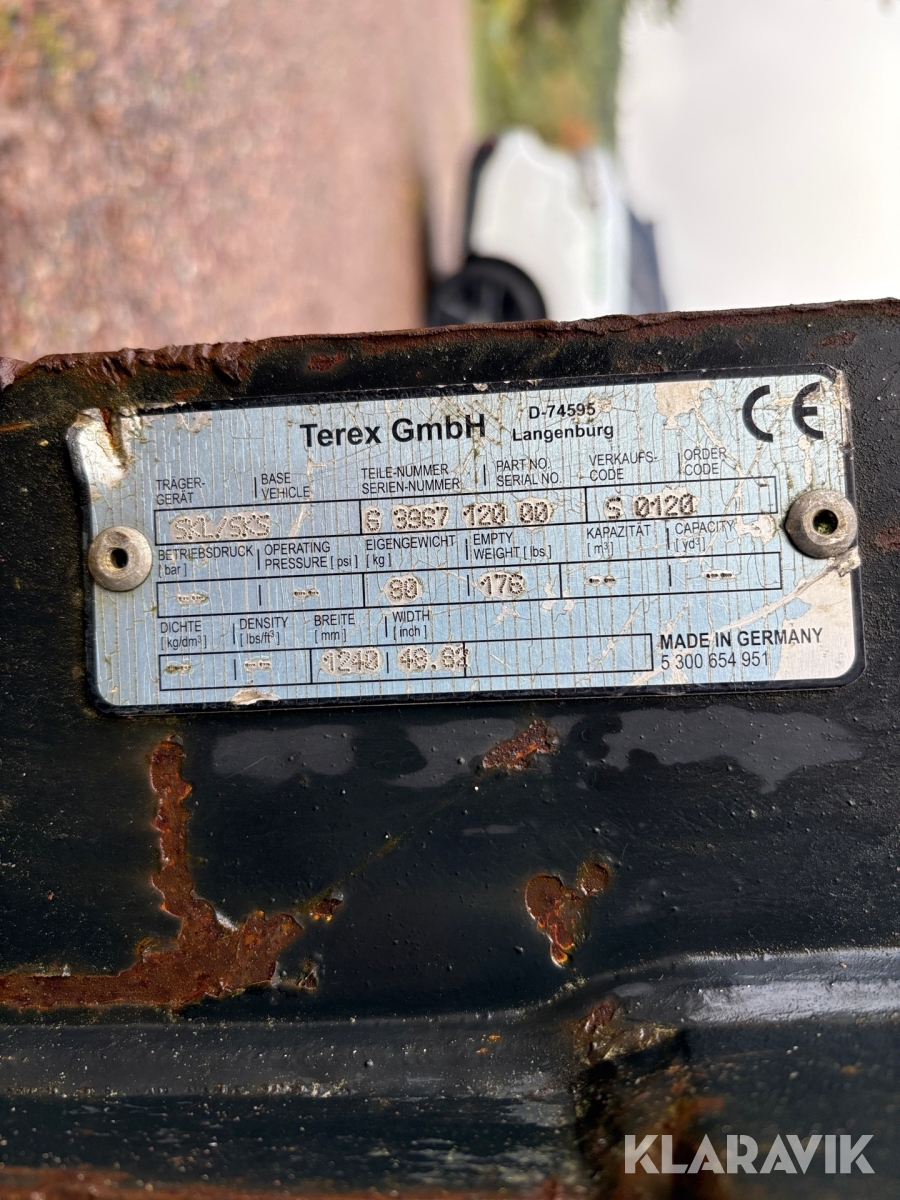 Terex GmbH D-74595 Langenburg CE
TRÄGER-GERÄT BASE VEHICLE TEILE-NUMMER SERIEN-NUMMER PART NO. SERIAL NO. VERKAUFS-CODE ORDER CODE
SKL/SKS / 120 00 S 0120
BETRIEBSDRUCK [bar] OPERATING PRESSURE [psi] EIGENGEWICHT [kg] EMPTY WEIGHT [lbs.] KAPAZITÄT [m³] CAPACITY [yd³]
-- -- 80 176 -- --
DICHTE [kg/dm³] DENSITY [lbs/ft³] BREITE [mm] WIDTH [inch]
-- -- 1240 48.82
MADE IN GERMANY
5 300 654 951
KLARAVIK